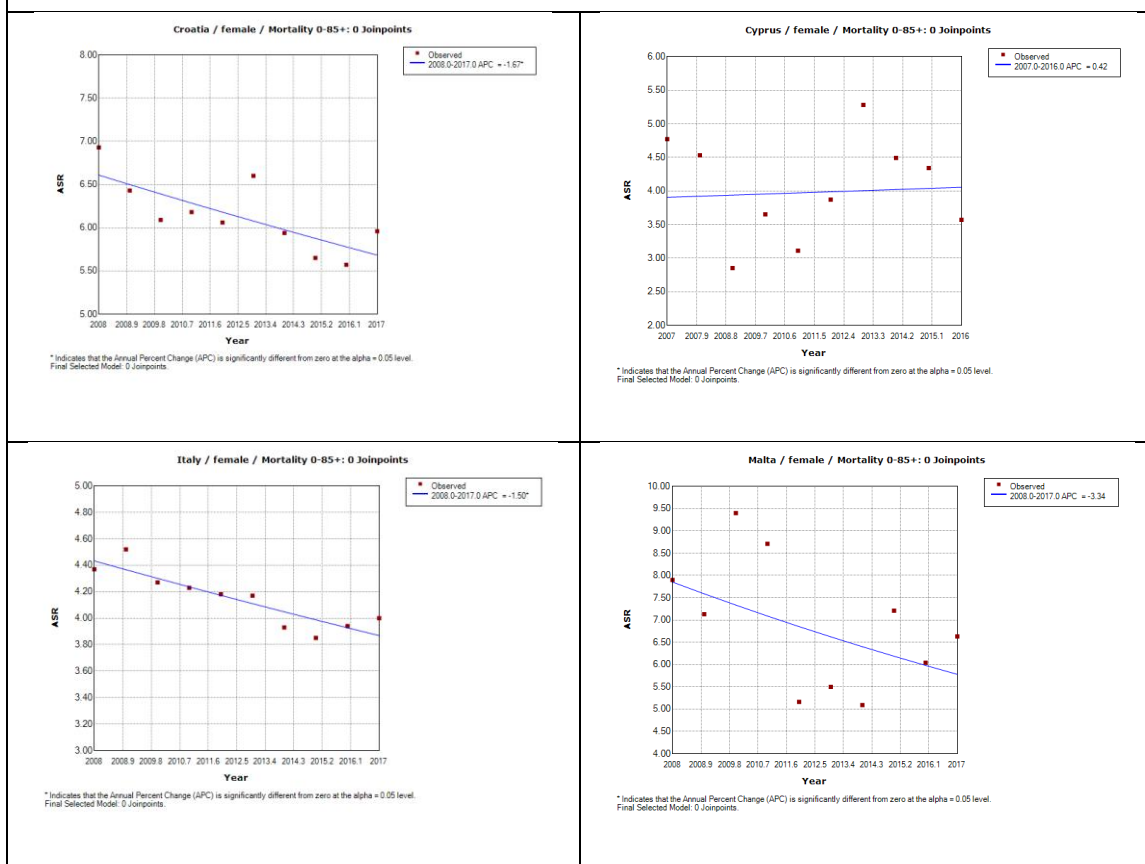 Croatia / female / Mortality 0-85+: 0 Joinpoints
Observed
2008.0-2017.0 APC = -1.67*
8.00
7.50
7.00
6.50
6.00
5.50
5.00
ASR
2008 2008.9 2009.8 2010.7 2011.6 2012.5 2013.4 2014.3 2015.2 2016.1 2017
Year
* Indicates that the Annual Percent Change (APC) is significantly different from zero at the alpha = 0.05 level.
Final Selected Model: 0 Joinpoints.
Cyprus / female / Mortality 0-85+: 0 Joinpoints
Observed
2007.0-2016.0 APC = 0.42
6.00
5.50
5.00
4.50
4.00
3.50
3.00
2.50
2.00
ASR
2007 2007.9 2008.8 2009.7 2010.6 2011.5 2012.4 2013.3 2014.2 2015.1 2016
Year
* Indicates that the Annual Percent Change (APC) is significantly different from zero at the alpha = 0.05 level.
Final Selected Model: 0 Joinpoints.
Italy / female / Mortality 0-85+: 0 Joinpoints
Observed
2008.0-2017.0 APC = -1.50*
5.00
4.80
4.60
4.40
4.20
4.00
3.80
3.60
3.40
3.20
3.00
ASR
2008 2008.9 2009.8 2010.7 2011.6 2012.5 2013.4 2014.3 2015.2 2016.1 2017
Year
* Indicates that the Annual Percent Change (APC) is significantly different from zero at the alpha = 0.05 level.
Final Selected Model: 0 Joinpoints.
Malta / female / Mortality 0-85+: 0 Joinpoints
Observed
2008.0-2017.0 APC = -3.34
10.00
9.50
9.00
8.50
8.00
7.50
7.00
6.50
6.00
5.50
5.00
4.50
4.00
ASR
2008 2008.9 2009.8 2010.7 2011.6 2012.5 2013.4 2014.3 2015.2 2016.1 2017
Year
* Indicates that the Annual Percent Change (APC) is significantly different from zero at the alpha = 0.05 level.
Final Selected Model: 0 Joinpoints.